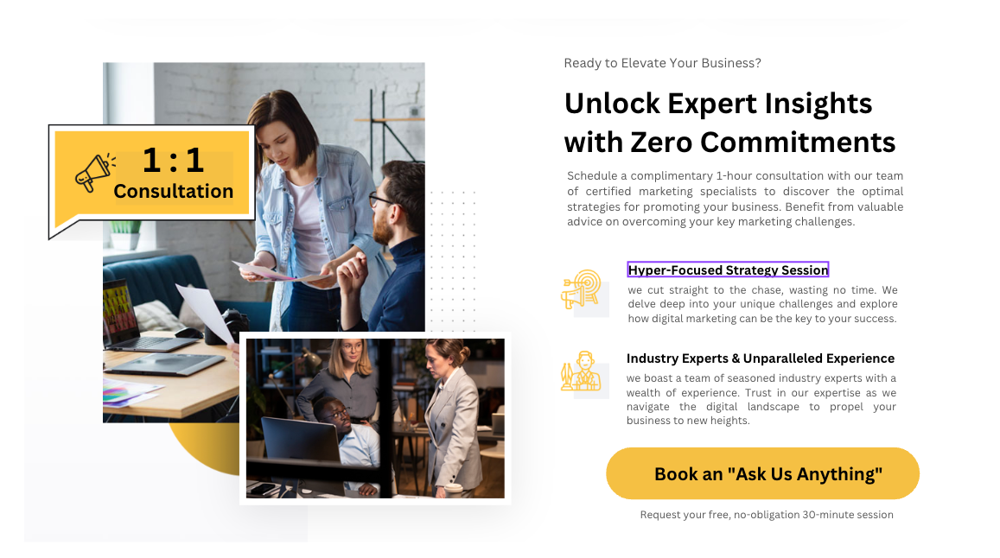 1 : 1
Consultation
Ready to Elevate Your Business?
Unlock Expert Insights
with Zero Commitments
Schedule a complimentary 1-hour consultation with our team
of certified marketing specialists to discover the optimal
strategies for promoting your business. Benefit from valuable
advice on overcoming your key marketing challenges.
Hyper-Focused Strategy Session
we cut straight to the chase, wasting no time. We
delve deep into your unique challenges and explore
how digital marketing can be the key to your success.
Industry Experts & Unparalleled Experience
we boast a team of seasoned industry experts with a
wealth of experience. Trust in our expertise as we
navigate the digital landscape to propel your
business to new heights.
Book an "Ask Us Anything"
Request your free, no-obligation 30-minute session